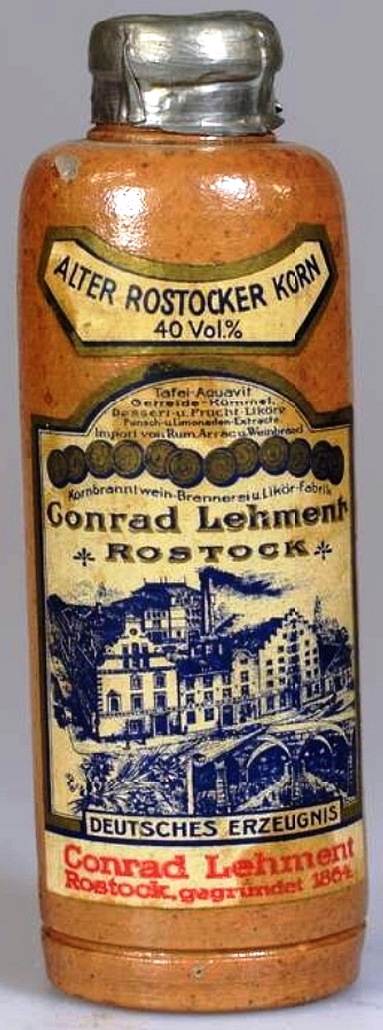 ALTER ROSTOCKER KORN
40 Vol.%
Tafel-Aquavit
Getreide-Kümmel,
Dessert-u. Frucht-Liköre
Punsch-u. Limonaden-Extracte
Import von Rum, Arrac u. Weinbrand
Kornbranntwein-Brennerei u. Likör-Fabrik
Conrad Lehment
ROSTOCK
DEUTSCHES ERZEUGNIS
Conrad Lehment
Rostock, gegründet 1864